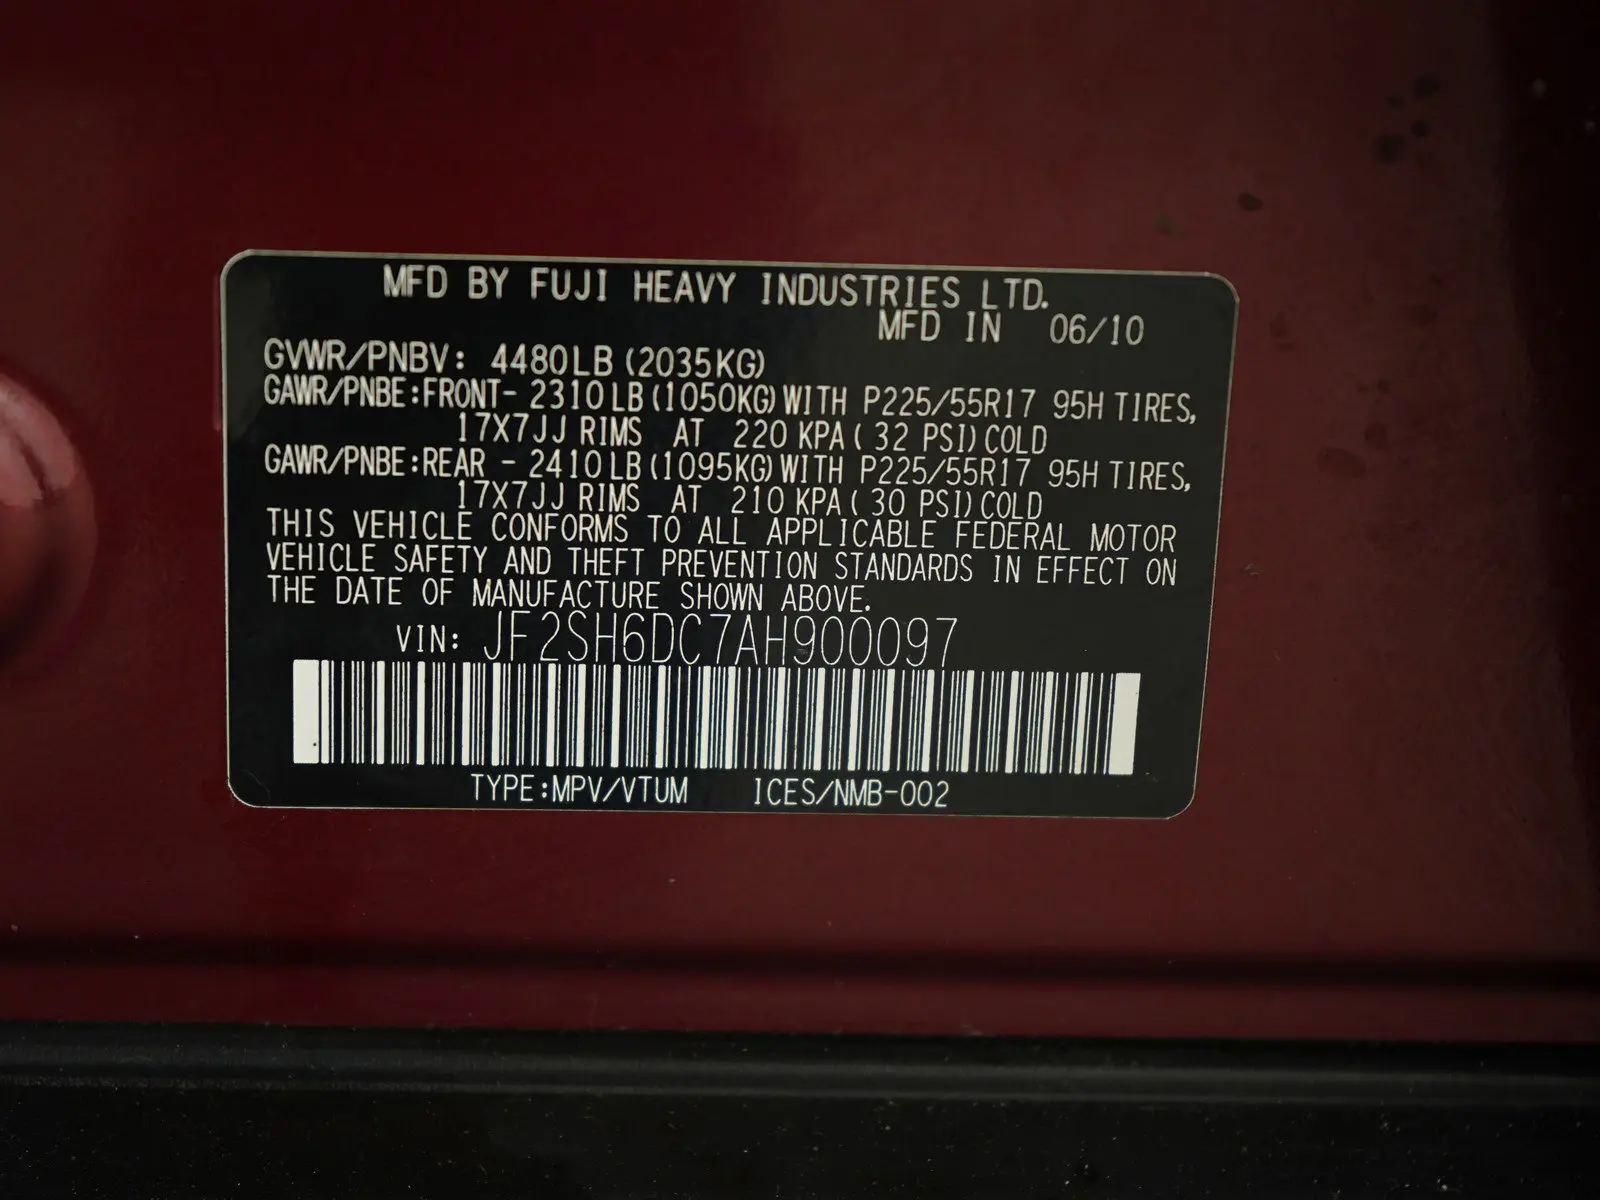 MFD BY FUJI HEAVY INDUSTRIES LTD.
MFD IN 06/10
GVWR/PNBV: 4480LB (2035KG)
GAWR/PNBE:FRONT- 2310LB (1050KG) WITH P225/55R17 95H TIRES,
17X7JJ RIMS AT 220 KPA ( 32 PSI) COLD
GAWR/PNBE:REAR - 2410LB (1095KG) WITH P225/55R17 95H TIRES,
17X7JJ RIMS AT 210 KPA ( 30 PSI) COLD
THIS VEHICLE CONFORMS TO ALL APPLICABLE FEDERAL MOTOR
VEHICLE SAFETY AND THEFT PREVENTION STANDARDS IN EFFECT ON
THE DATE OF MANUFACTURE SHOWN ABOVE.
VIN: JF2SH6DC7AH900097
TYPE:MPV/VTUM ICES/NMB-002